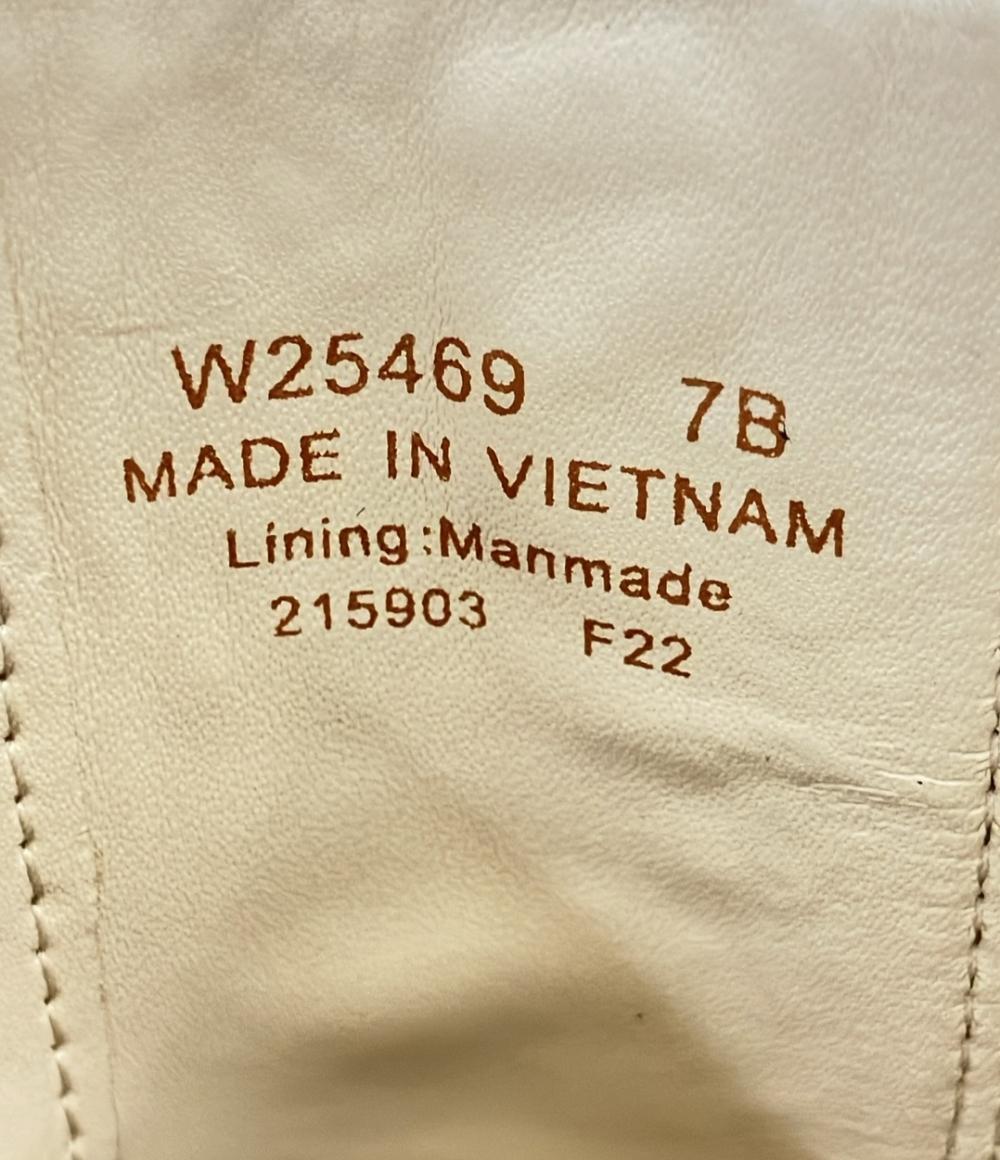 W25469 7B
MADE IN VIETNAM
Lining:Manmade
215903 F22